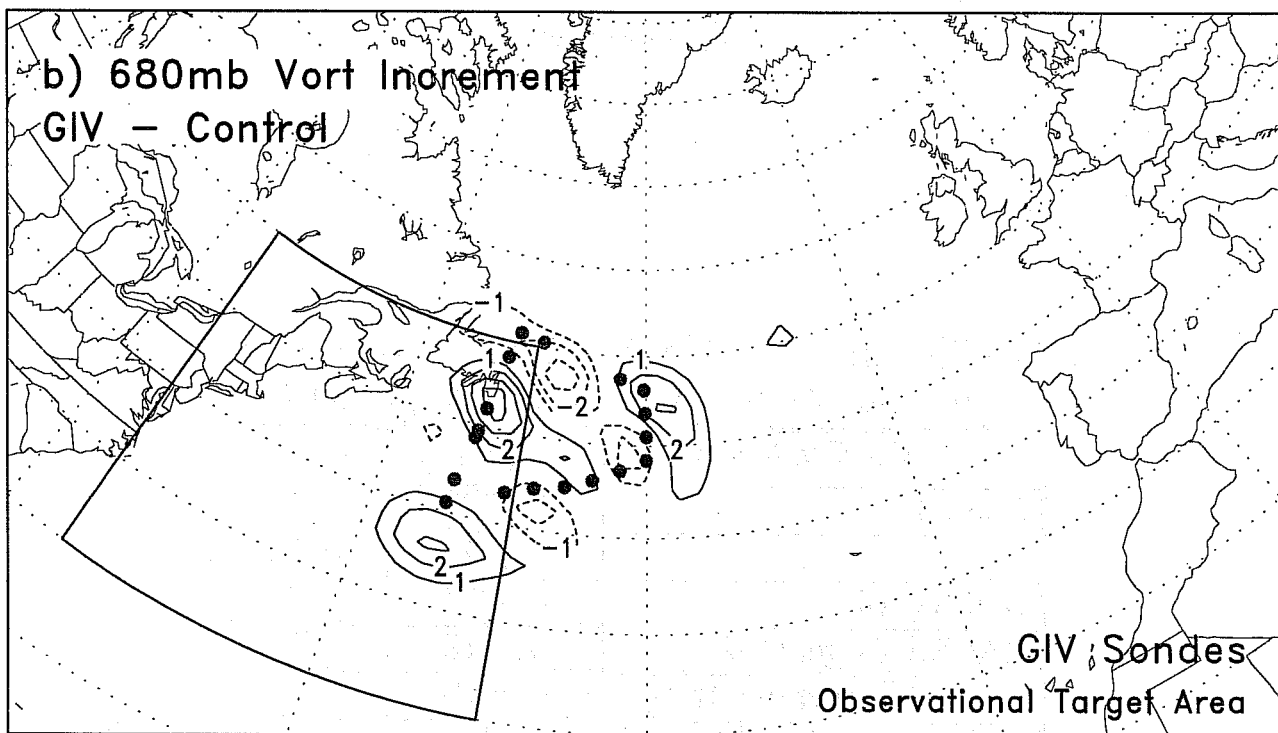 b) 680mb Vort Increment
GIV – Control
-1
1
1
-2
2
2
-1
2
1
GIV Sondes
Observational Target Area